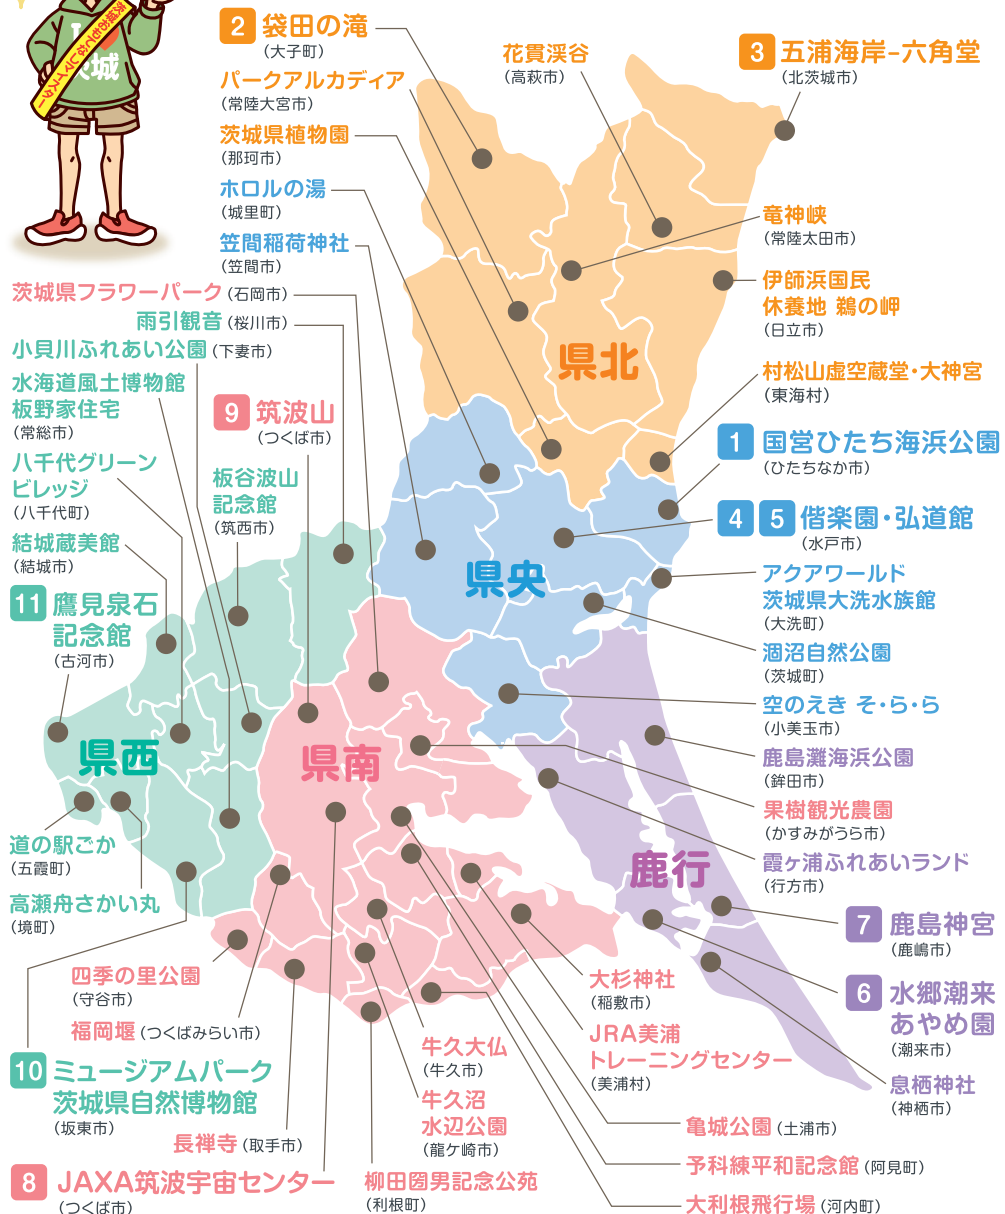 I
茨城
茨城おもてなしマイスター
2 袋田の滝
(大子町)
パークアルカディア
(常陸大宮市)
茨城県植物園
(那珂市)
ホロルの湯
(城里町)
笠間稲荷神社
(笠間市)
花貫渓谷
(高萩市)
3 五浦海岸-六角堂
(北茨城市)
竜神峡
(常陸太田市)
伊師浜国民
休養地 鵜の岬
(日立市)
村松山虚空蔵堂・大神宮
(東海村)
1 国営ひたち海浜公園
(ひたちなか市)
4 5 偕楽園・弘道館
(水戸市)
アクアワールド
茨城県大洗水族館
(大洗町)
涸沼自然公園
(茨城町)
空のえき そ・ら・ら
(小美玉市)
鹿島灘海浜公園
(鉾田市)
果樹観光農園
(かすみがうら市)
霞ヶ浦ふれあいランド
(行方市)
7 鹿島神宮
(鹿嶋市)
6 水郷潮来
あやめ園
(潮来市)
息栖神社
(神栖市)
茨城県フラワーパーク (石岡市)
雨引観音 (桜川市)
小貝川ふれあい公園 (下妻市)
水海道風土博物館
板野家住宅
(常総市)
八千代グリーン
ビレッジ
(八千代町)
結城蔵美館
(結城市)
11 鷹見泉石
記念館
(古河市)
9 筑波山
(つくば市)
板谷波山
記念館
(筑西市)
県北
県央
県西
県南
鹿行
道の駅ごか
(五霞町)
高瀬舟さかい丸
(境町)
四季の里公園
(守谷市)
福岡堰 (つくばみらい市)
10 ミュージアムパーク
茨城県自然博物館
(坂東市)
長禅寺 (取手市)
8 JAXA筑波宇宙センター
(つくば市)
大杉神社
(稲敷市)
JRA美浦
トレーニングセンター
(美浦村)
牛久大仏
(牛久市)
牛久沼
水辺公園
(龍ケ崎市)
柳田圀男記念公苑
(利根町)
亀城公園 (土浦市)
予科練平和記念館 (阿見町)
大利根飛行場 (河内町)